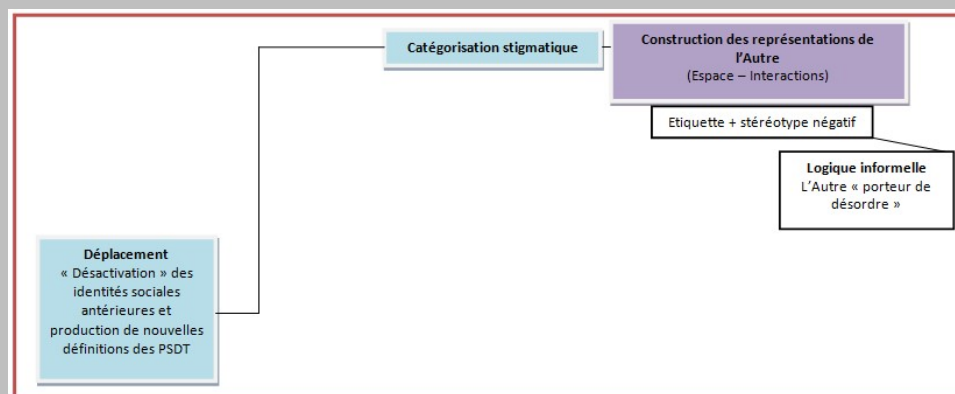 Catégorisation stigmatique
Construction des représentations de
l’Autre
(Espace – Interactions)
Etiquette + stéréotype négatif
Logique informelle
L’Autre « porteur de
désordre »
Déplacement
« Désactivation » des
identités sociales
antérieures et
production de nouvelles
définitions des PSDT